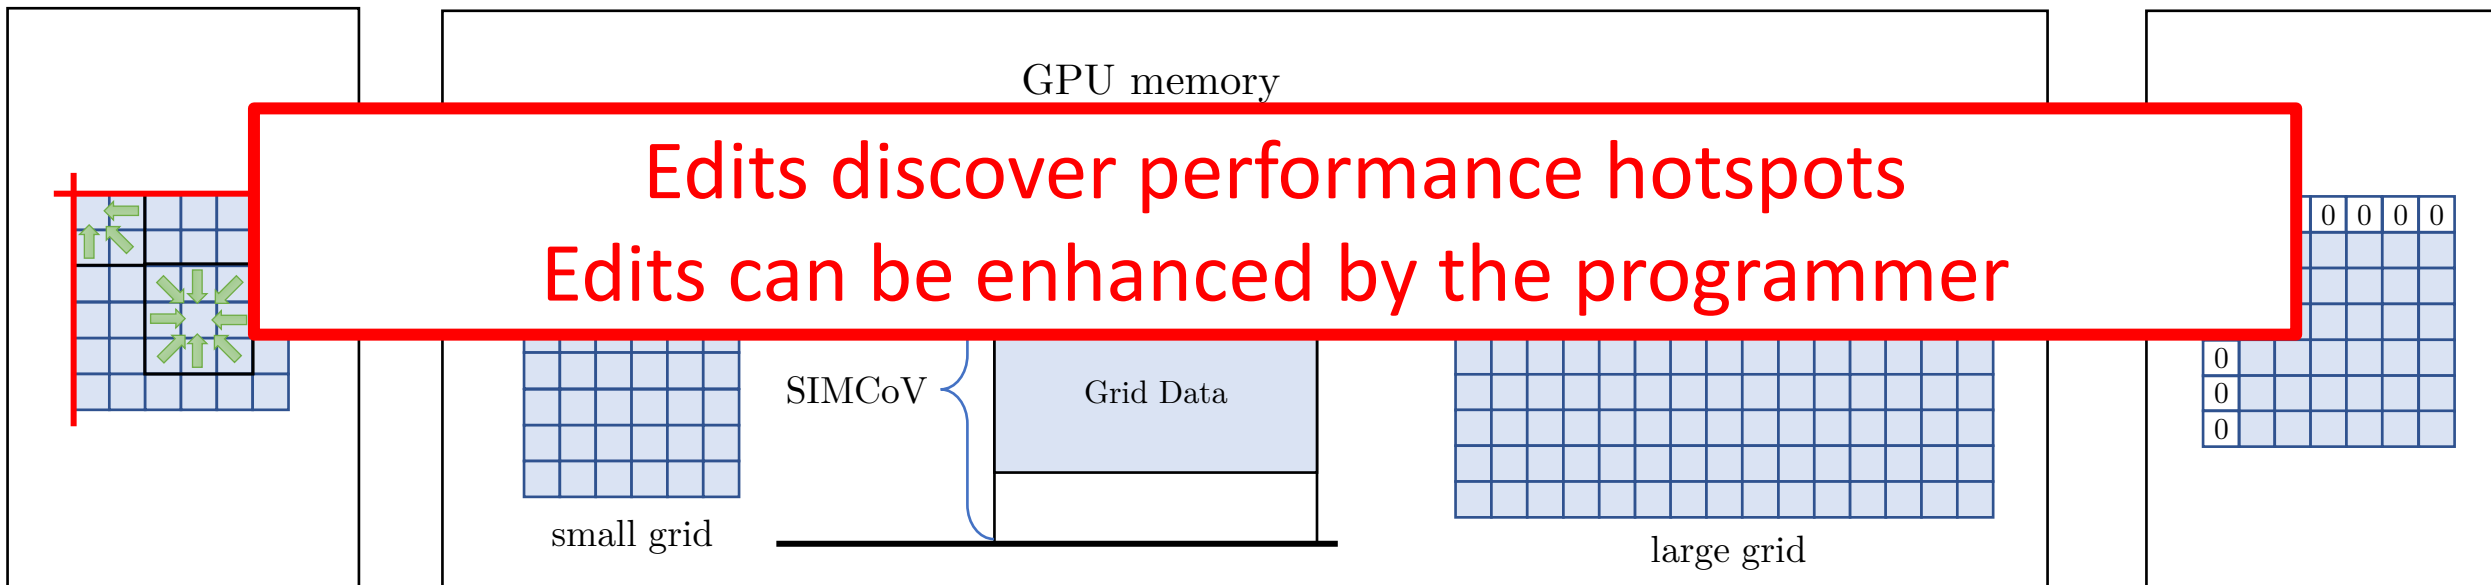 GPU memory
Edits discover performance hotspots
Edits can be enhanced by the programmer
0 0 0 0
0
0
0
SIMCoV
Grid Data
small grid
large grid